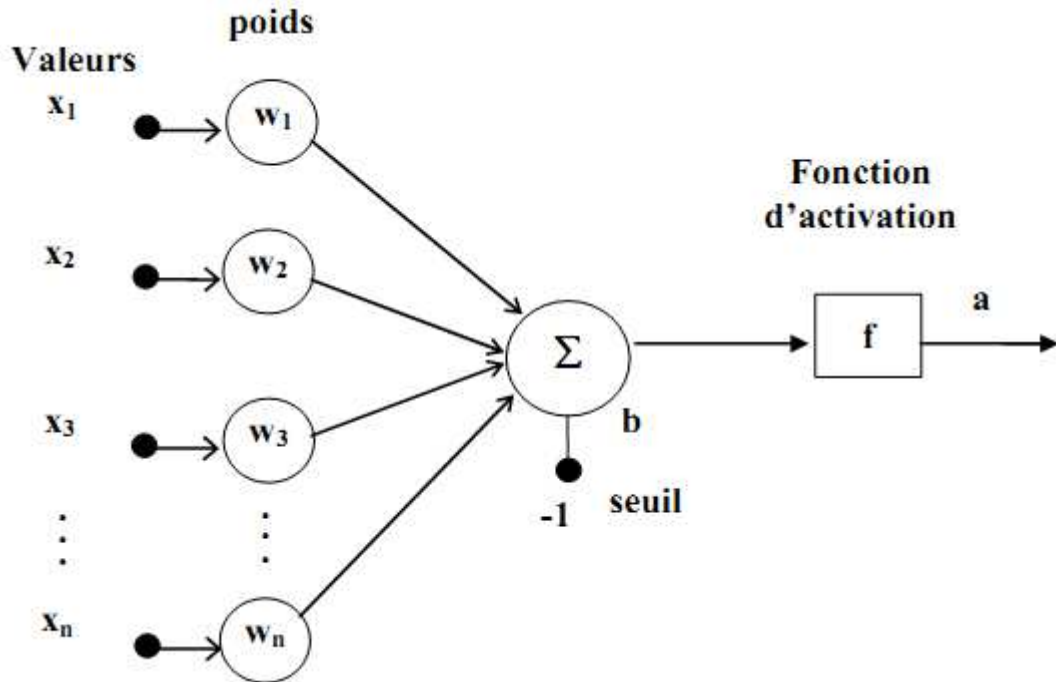 poids
Valeurs
x₁
w₁
Fonction
d'activation
x₂
w₂
Σ
f
a
x₃
w₃
b
-1
seuil
xₙ
wₙ